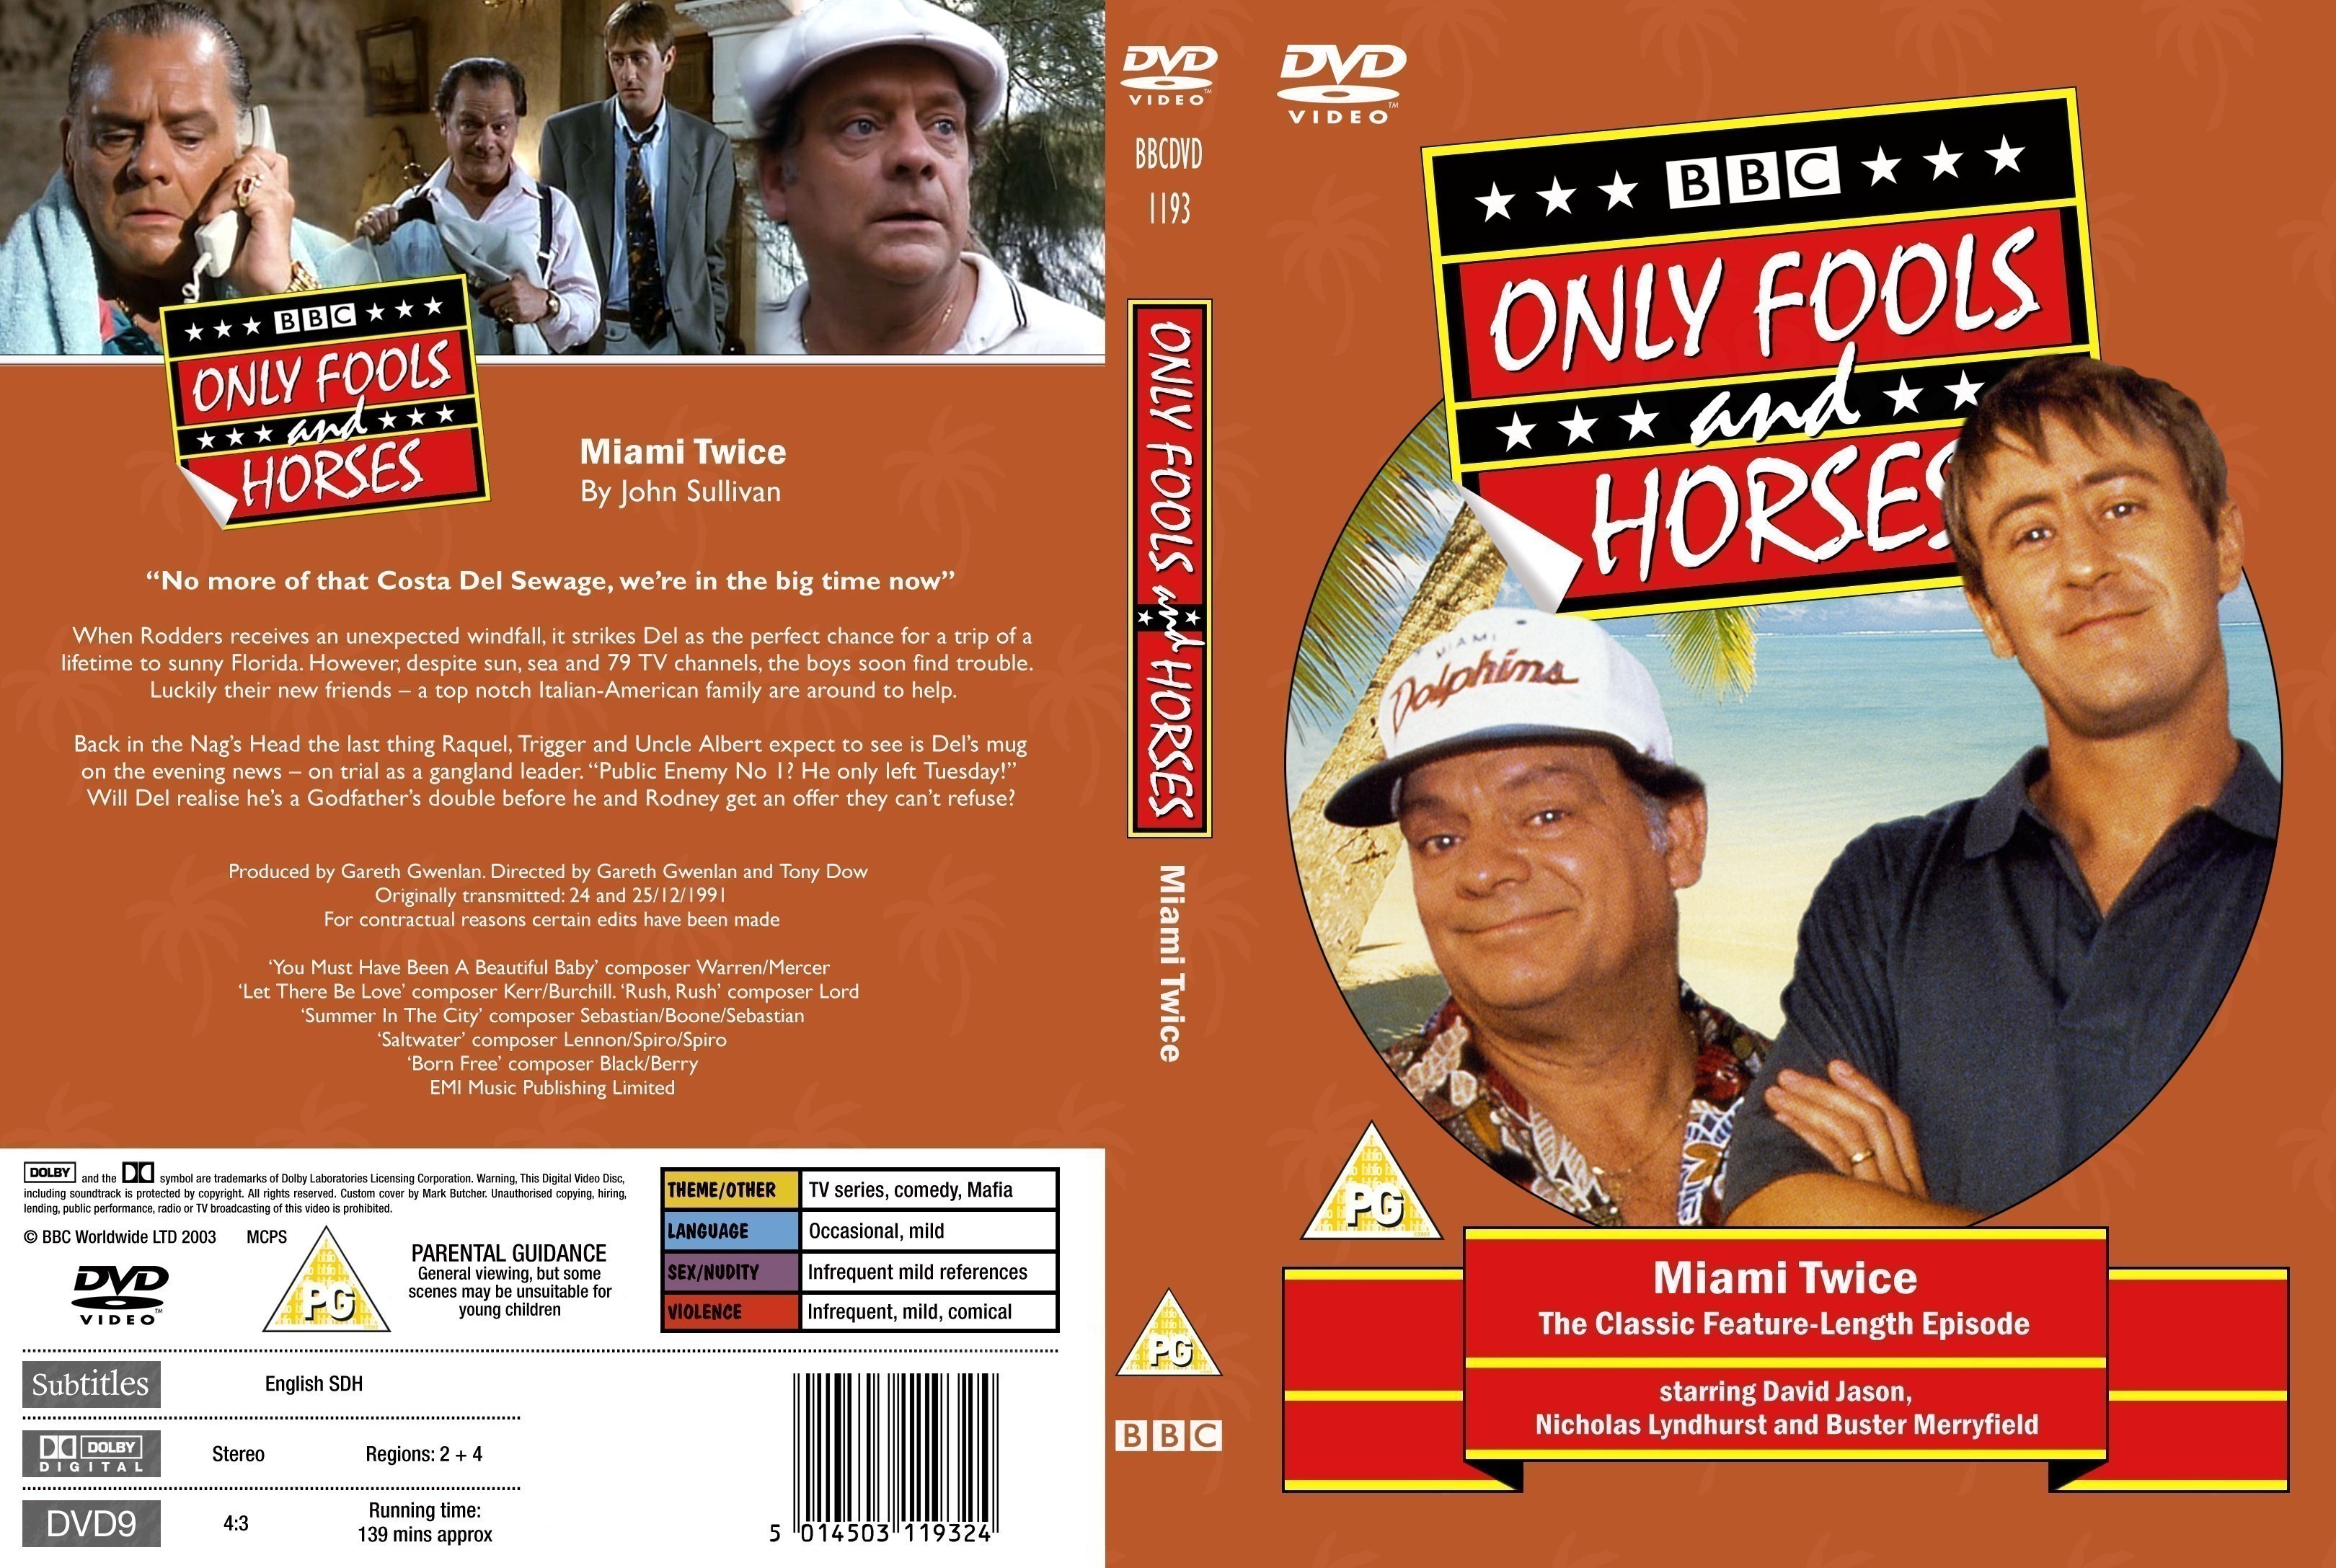 BBC
ONLY FOOLS
and
HORSES
Miami Twice
By John Sullivan
“No more of that Costa Del Sewage, we’re in the big time now”
When Rodders receives an unexpected windfall, it strikes Del as the perfect chance for a trip of a
lifetime to sunny Florida. However, despite sun, sea and 79 TV channels, the boys soon find trouble.
Luckily their new friends – a top notch Italian-American family are around to help.
Back in the Nag’s Head the last thing Raquel, Trigger and Uncle Albert expect to see is Del’s mug
on the evening news – on trial as a gangland leader. “Public Enemy No 1? He only left Tuesday!”
Will Del realise he’s a Godfather’s double before he and Rodney get an offer they can’t refuse?
Produced by Gareth Gwenlan. Directed by Gareth Gwenlan and Tony Dow
Originally transmitted: 24 and 25/12/1991
For contractual reasons certain edits have been made
‘You Must Have Been A Beautiful Baby’ composer Warren/Mercer
‘Let There Be Love’ composer Kerr/Burchill. ‘Rush, Rush’ composer Lord
‘Summer In The City’ composer Sebastian/Boone/Sebastian
‘Saltwater’ composer Lennon/Spiro/Spiro
‘Born Free’ composer Black/Berry
EMI Music Publishing Limited
DOLBY and the symbol are trademarks of Dolby Laboratories Licensing Corporation. Warning, This Digital Video Disc,
including soundtrack is protected by copyright. All rights reserved. Custom cover by Mark Butcher. Unauthorised copying, hiring,
lending, public performance, radio or TV broadcasting of this video is prohibited.
© BBC Worldwide LTD 2003 MCPS
DVD
VIDEO
PG
PARENTAL GUIDANCE
General viewing, but some
scenes may be unsuitable for
young children
THEME/OTHER TV series, comedy, Mafia
LANGUAGE Occasional, mild
SEX/NUDITY Infrequent mild references
VIOLENCE Infrequent, mild, comical
Subtitles English SDH
DOLBY
DIGITAL Stereo Regions: 2 + 4
DVD9 4:3 Running time:
139 mins approx
5 014503 119324
DVD
VIDEO
BBCDVD
1193
ONLY FOOLS and HORSES
Miami Twice
PG
BBC
DVD
VIDEO
BBC
ONLY FOOLS
and
HORSES
MIAMI
Dolphins
PG
Miami Twice
The Classic Feature-Length Episode
starring David Jason,
Nicholas Lyndhurst and Buster Merryfield